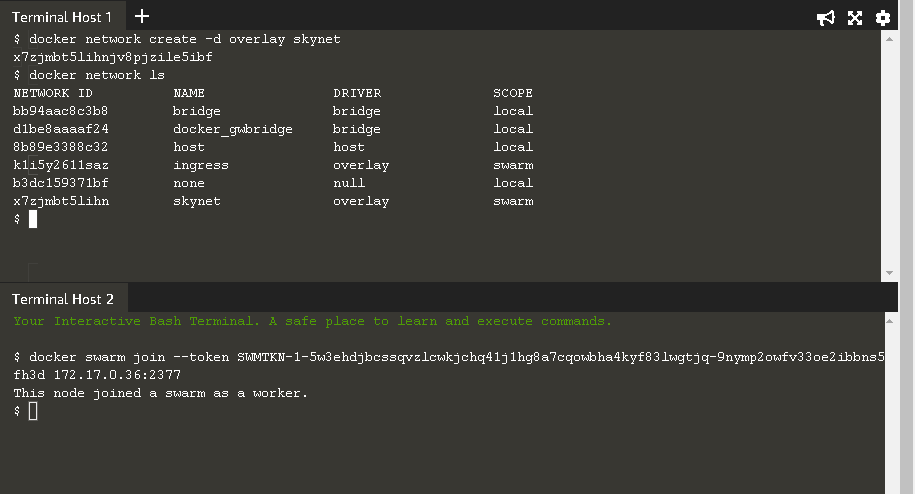 Terminal Host 1 +
$ docker network create -d overlay skynet
x7zjmbt5lihnjv8pjzile5ibf
$ docker network ls
NETWORK ID NAME DRIVER SCOPE
bb94aac8c3b8 bridge bridge local
d1be8aaaaf24 docker_gwbridge bridge local
8b89e3388c32 host host local
k1i5y2611saz ingress overlay swarm
b3dc159371bf none null local
x7zjmbt5lihn skynet overlay swarm
$
Terminal Host 2
Your Interactive Bash Terminal. A safe place to learn and execute commands.
$ docker swarm join --token SWMTKN-1-5w3ehdjbcssqvzlcwkjchq41j1hg8a7cqowbha4kyf83lwgtjq-9nymp2owfv33oe2ibbns5
fh3d 172.17.0.36:2377
This node joined a swarm as a worker.
$